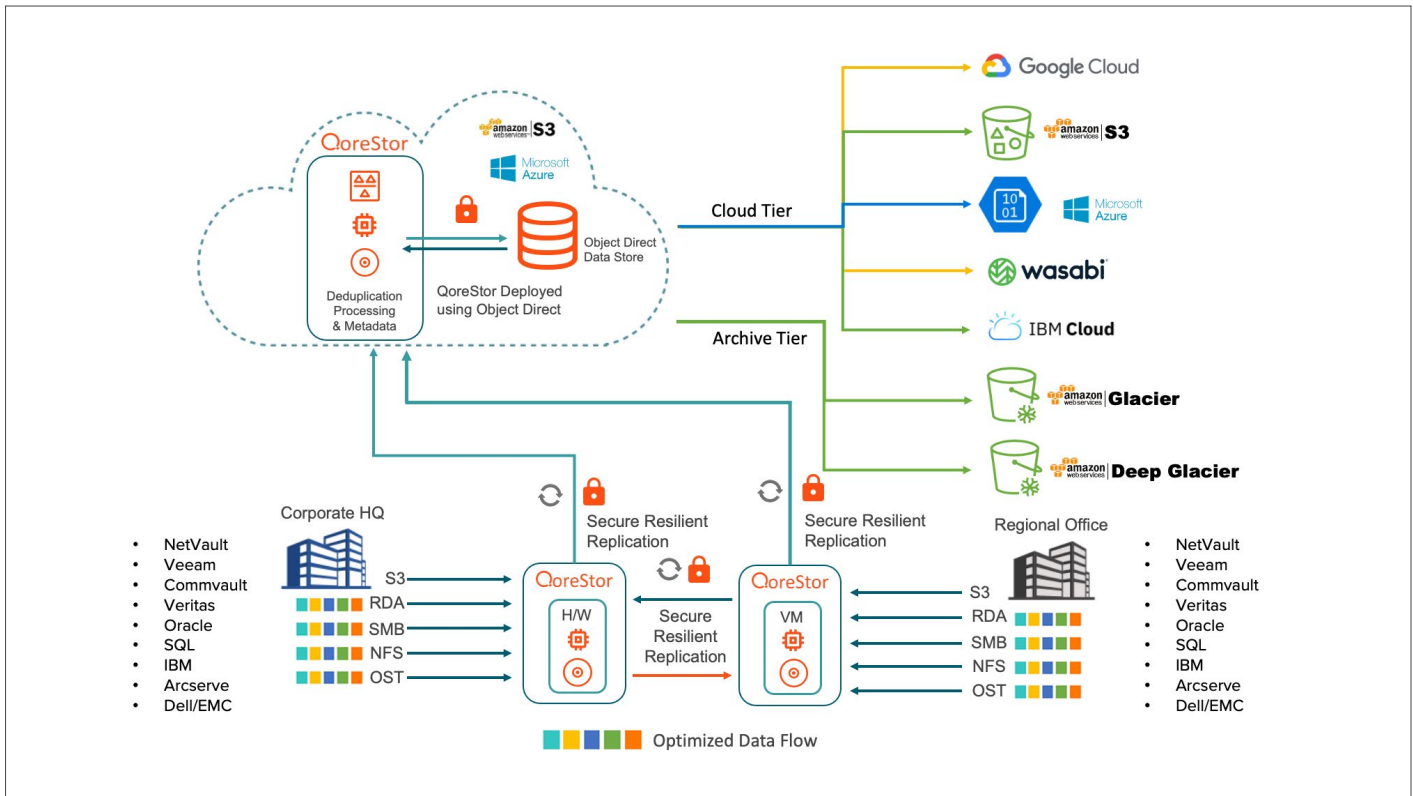 Google Cloud
amazon
web services
S3
QoreStor
Microsoft
Azure
Deduplication
Processing
& Metadata
Object Direct
Data Store
QoreStor Deployed
using Object Direct
Cloud Tier
Archive Tier
amazon
web services
S3
10
01
Microsoft
Azure
wasabi
IBM Cloud
amazon
web services
Glacier
amazon
web services
Deep Glacier
Corporate HQ
• NetVault
• Veeam
• Commvault
• Veritas
• Oracle
• SQL
• IBM
• Arcserve
• Dell/EMC
S3
RDA
SMB
NFS
OST
Secure Resilient
Replication
QoreStor
H/W
Secure
Resilient
Replication
Secure Resilient
Replication
QoreStor
VM
Regional Office
S3
RDA
SMB
NFS
OST
• NetVault
• Veeam
• Commvault
• Veritas
• Oracle
• SQL
• IBM
• Arcserve
• Dell/EMC
Optimized Data Flow